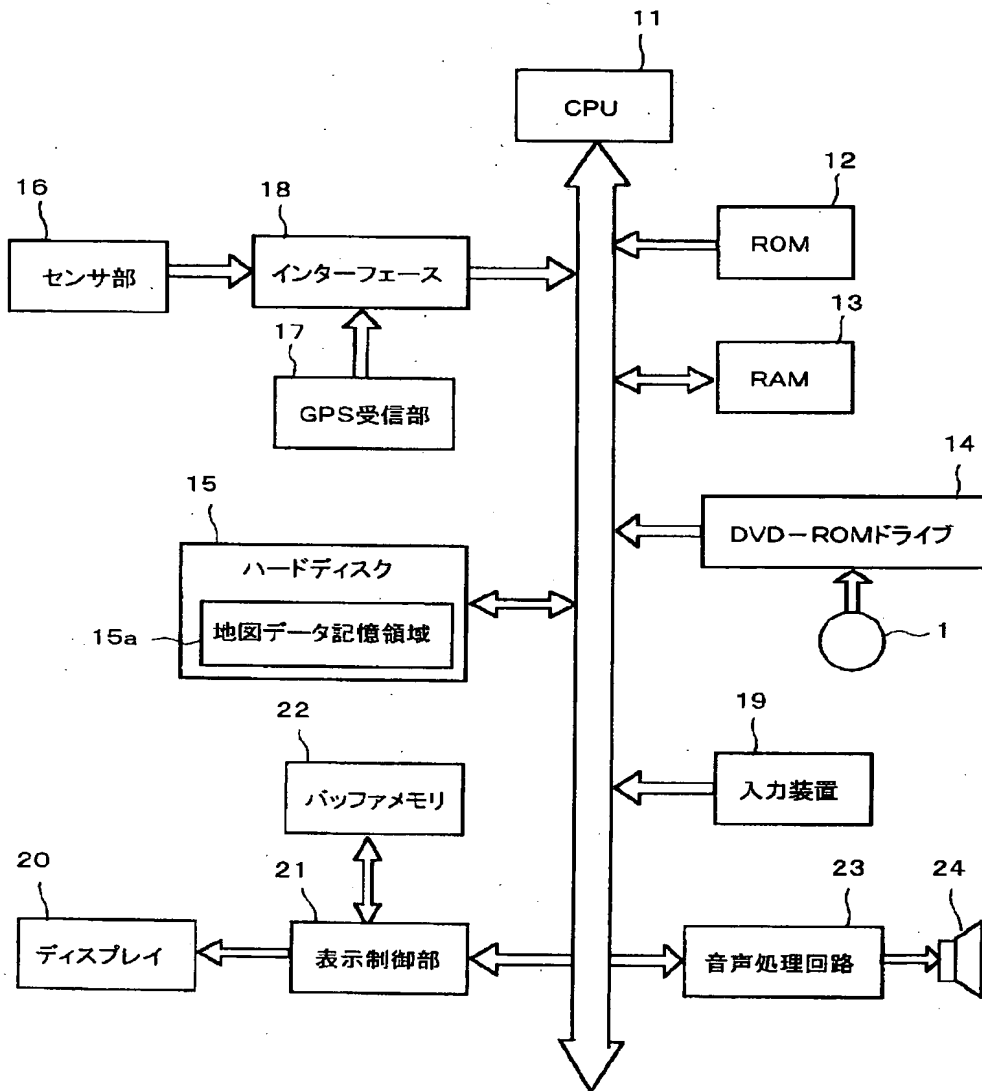 11
CPU
12
ROM
16
センサ部
18
インターフェース
13
RAM
17
GPS受信部
14
DVD－ROMドライブ
1
15
ハードディスク
15a
地図データ記憶領域
22
バッファメモリ
19
入力装置
20
ディスプレイ
21
表示制御部
23
音声処理回路
24